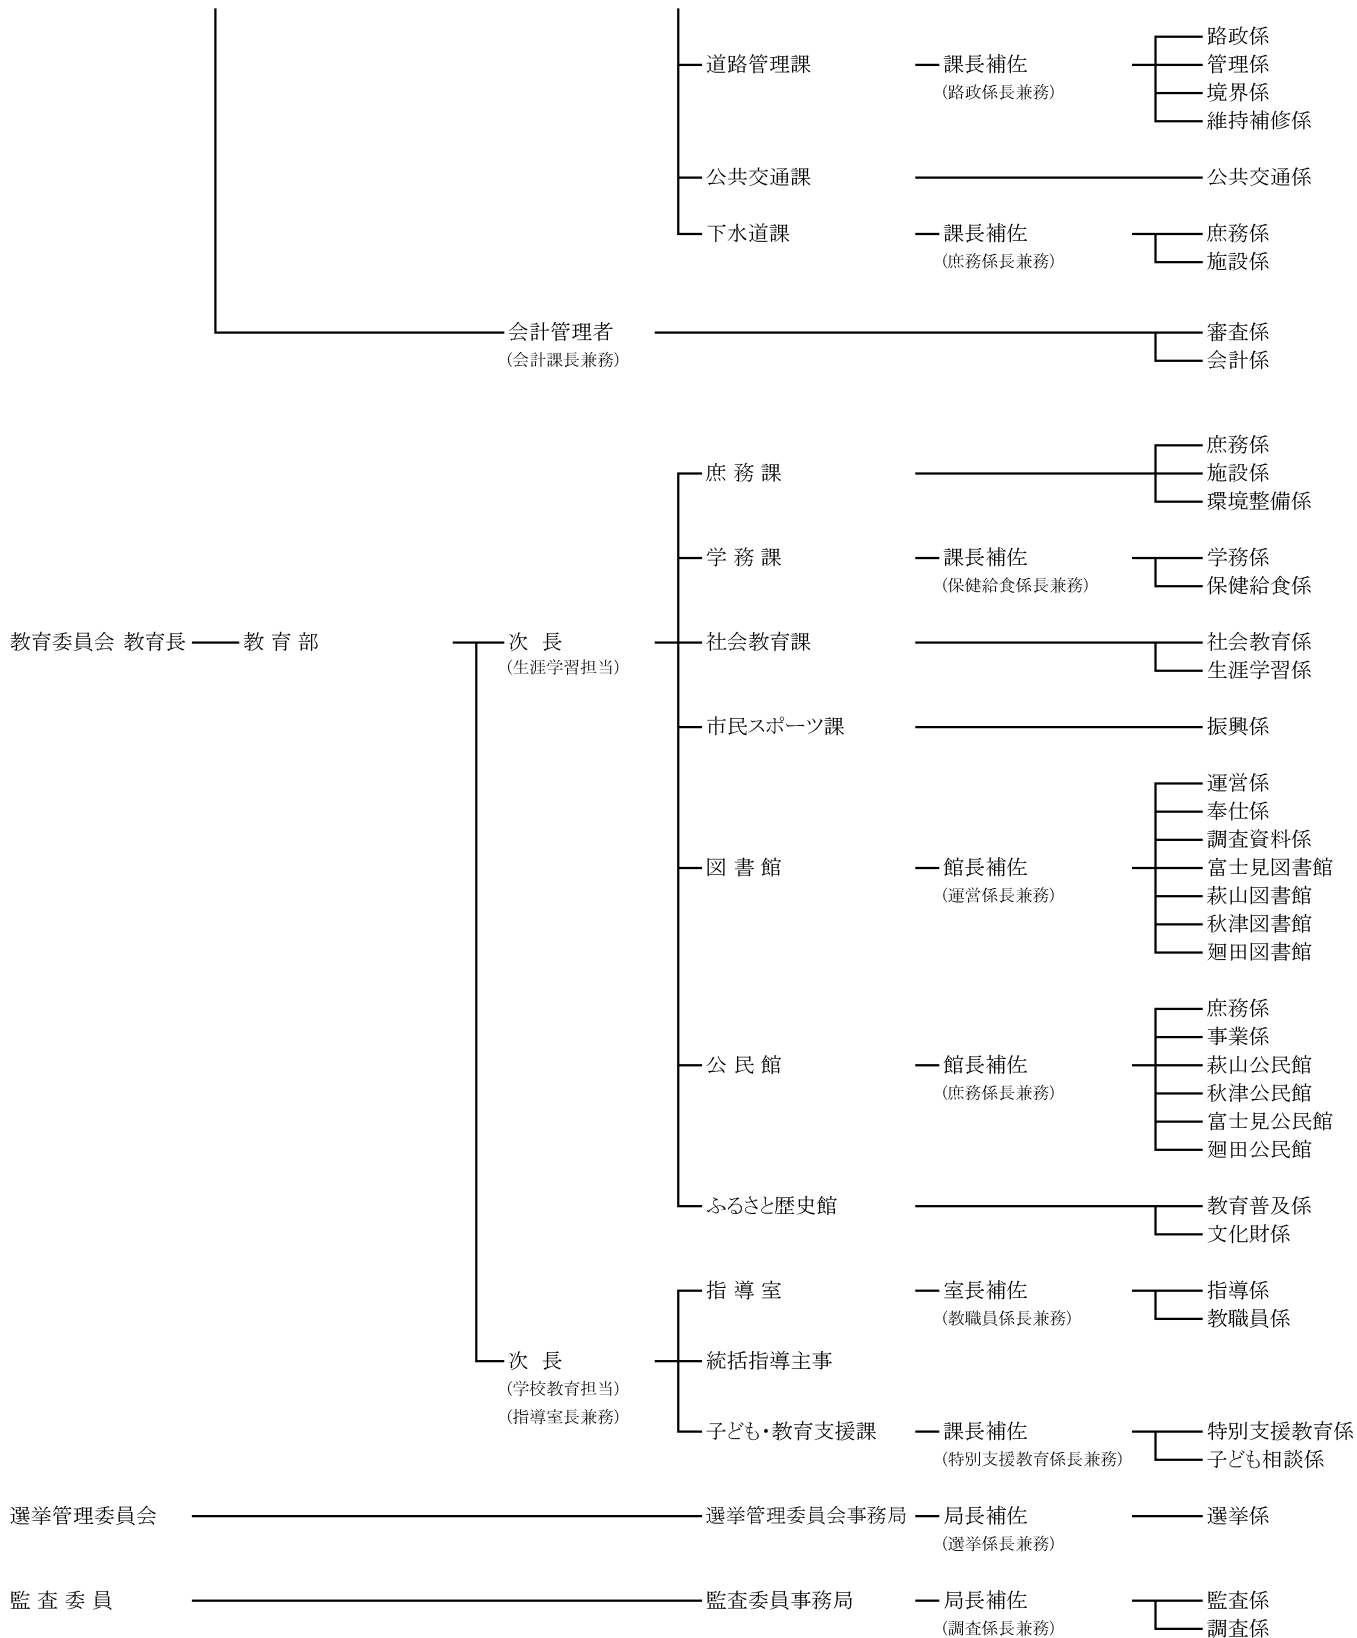 路政係
道路管理課 課長補佐 管理係
(路政係長兼務) 境界係
維持補修係
公共交通課 公共交通係
下水道課 課長補佐 庶務係
(庶務係長兼務) 施設係
会計管理者 審査係
(会計課長兼務) 会計係
庶務係
庶務課 施設係
環境整備係
学務課 課長補佐 学務係
(保健給食係長兼務) 保健給食係
教育委員会 教育長 教育部 次長 社会教育課 社会教育係
(生涯学習担当) 生涯学習係
市民スポーツ課 振興係
運営係
奉仕係
調査資料係
図書館 館長補佐 富士見図書館
(運営係長兼務) 萩山図書館
秋津図書館
廻田図書館
庶務係
事業係
公民館 館長補佐 萩山公民館
(庶務係長兼務) 秋津公民館
富士見公民館
廻田公民館
ふるさと歴史館 教育普及係
文化財係
指導室 室長補佐 指導係
(教職員係長兼務) 教職員係
次長 統括指導主事
(学校教育担当)
(指導室長兼務)
子ども・教育支援課 課長補佐 特別支援教育係
(特別支援教育係長兼務) 子ども相談係
選挙管理委員会 選挙管理委員会事務局 局長補佐 選挙係
(選挙係長兼務)
監査委員 監査委員事務局 局長補佐 監査係
(調査係長兼務) 調査係